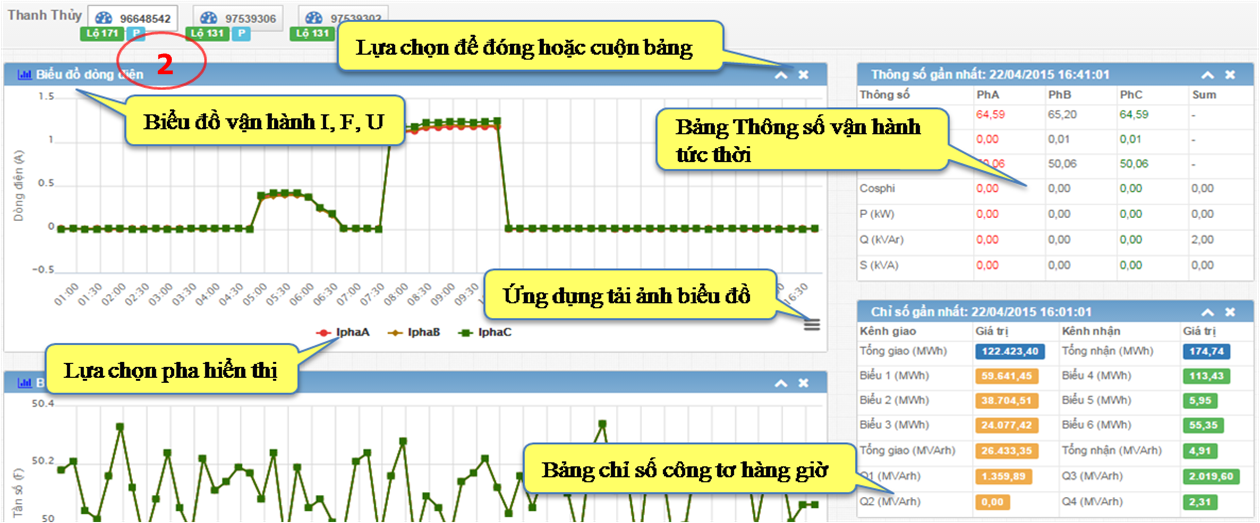 Thanh Thủy
96648542
97539306
97539302
Lộ 171 P
Lộ 131 P
Lộ 131
2
Lựa chọn để đóng hoặc cuộn bảng
Biểu đồ dòng điện
Biểu đồ vận hành I, F, U
1.5
1
0.5
0
−0.5
Dòng điện (A)
01:00 01:30 02:00 02:30 03:00 03:30 04:00 04:30 05:00 05:30 06:00 06:30 07:00 07:30 08:00 08:30 09:00 09:30
16:30
Ứng dụng tải ảnh biểu đồ
IphaA IphaB IphaC
Lựa chọn pha hiển thị
50.4
50.2
50
Tần số (F)
Thông số gần nhất: 22/04/2015 16:41:01
Thông số PhA PhB PhC Sum
64,59 65,20 64,59 -
0,00 0,01 0,01 -
50,06 50,06 -
Bảng Thông số vận hành
tức thời
Cosphi 0,00 0,00 0,00 0,00
P (kW) 0,00 0,00 0,00 0,00
Q (kVAr) 0,00 0,00 0,00 2,00
S (kVA) 0,00 0,00 0,00 0,00
Chỉ số gần nhất: 22/04/2015 16:01:01
Kênh giao Giá trị Kênh nhận Giá trị
Tổng giao (MWh) 122.423,40 Tổng nhận (MWh) 174,74
Biểu 1 (MWh) 59.641,45 Biểu 4 (MWh) 113,43
Biểu 2 (MWh) 38.704,51 Biểu 5 (MWh) 5,95
Biểu 3 (MWh) 24.077,42 Biểu 6 (MWh) 55,35
Tổng giao (MVArh) 26.433,35 Tổng nhận (MVArh) 4,91
Q1 (MVArh) 1.359,89 Q3 (MVArh) 2.019,60
Q2 (MVArh) 0,00 Q4 (MVArh) 2,31
Bảng chỉ số công tơ hàng giờ